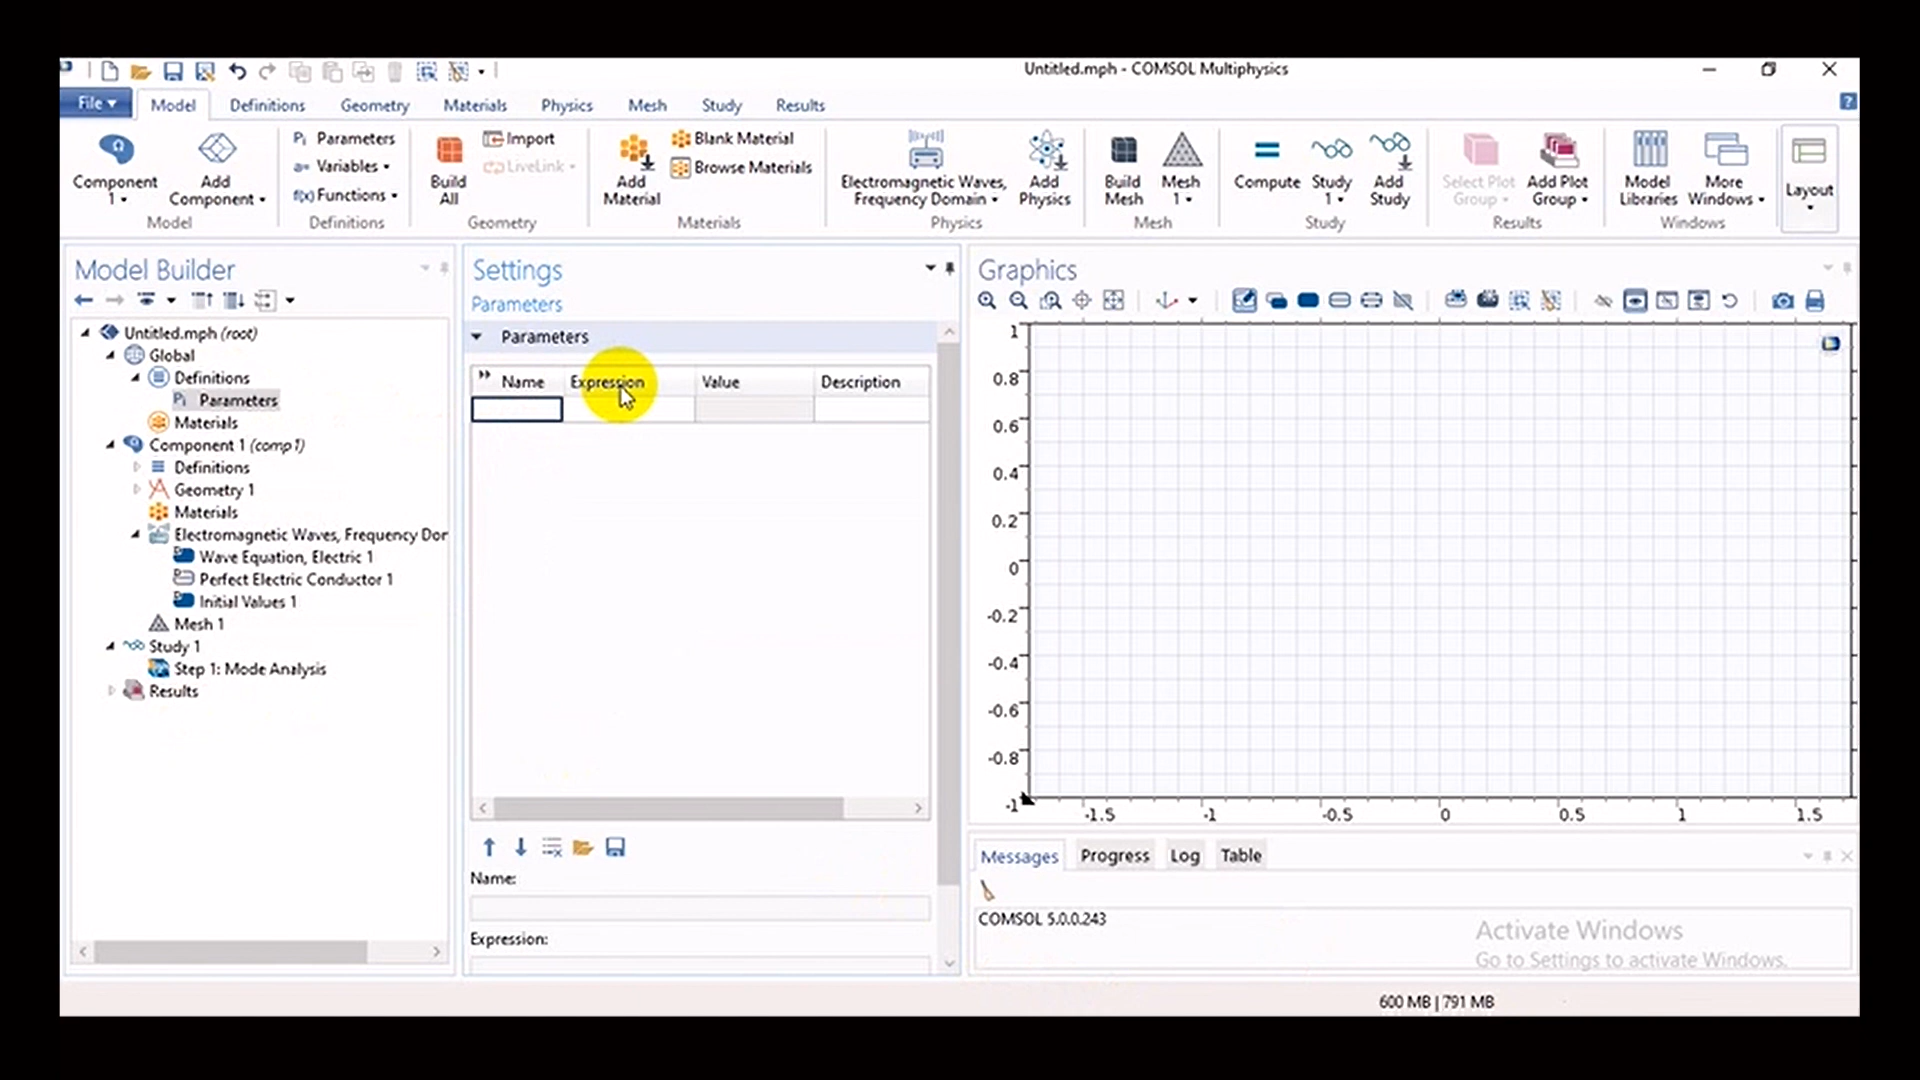 Untitled.mph - COMSOL Multiphysics
File Model Definitions Geometry Materials Physics Mesh Study Results
Component 1
Add Component
Model
Pi Parameters
a= Variables
f(x) Functions
Definitions
Build All
Import
LiveLink
Geometry
Add Material
Blank Material
Browse Materials
Materials
Electromagnetic Waves, Frequency Domain
Add Physics
Physics
Build Mesh
Mesh 1
Mesh
Compute
Study 1
Add Study
Study
Select Plot Group
Add Plot Group
Results
Model Libraries
More Windows
Windows
Layout
Model Builder
Untitled.mph (root)
Global
Definitions
Pi Parameters
Materials
Component 1 (comp1)
Definitions
Geometry 1
Materials
Electromagnetic Waves, Frequency Dor
Wave Equation, Electric 1
Perfect Electric Conductor 1
Initial Values 1
Mesh 1
Study 1
Step 1: Mode Analysis
Results
Settings
Parameters
Parameters
Name Expression Value Description
Name:
Expression:
Graphics
1
0.8
0.6
0.4
0.2
0
-0.2
-0.4
-0.6
-0.8
-1
-1.5 -1 -0.5 0 0.5 1 1.5
Messages Progress Log Table
COMSOL 5.0.0.243
Activate Windows
Go to Settings to activate Windows.
600 MB | 791 MB